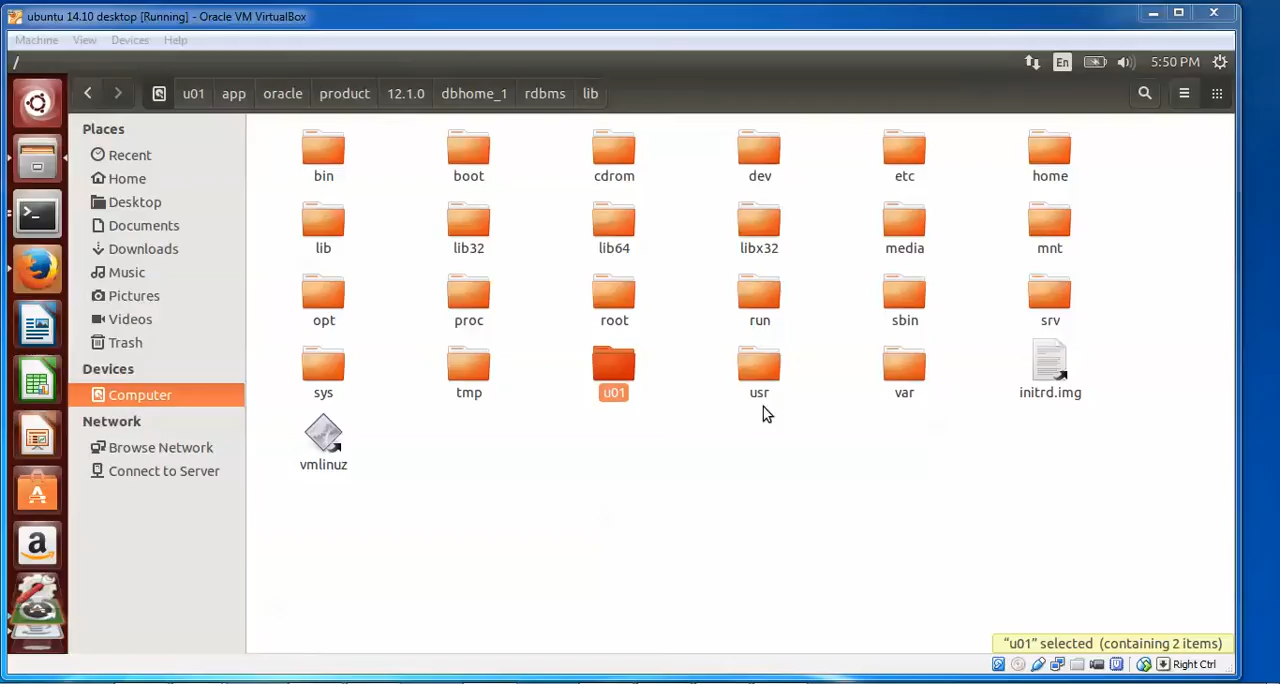 ubuntu 14.10 desktop [Running] - Oracle VM VirtualBox
Machine View Devices Help
/
En
5:50 PM
u01 app oracle product 12.1.0 dbhome_1 rdbms lib
Places
Recent
Home
Desktop
Documents
Downloads
Music
Pictures
Videos
Trash
Devices
Computer
Network
Browse Network
Connect to Server
bin boot cdrom dev etc home
lib lib32 lib64 libx32 media mnt
opt proc root run sbin srv
sys tmp u01 usr var initrd.img
vmlinuz
"u01" selected (containing 2 items)
Right Ctrl